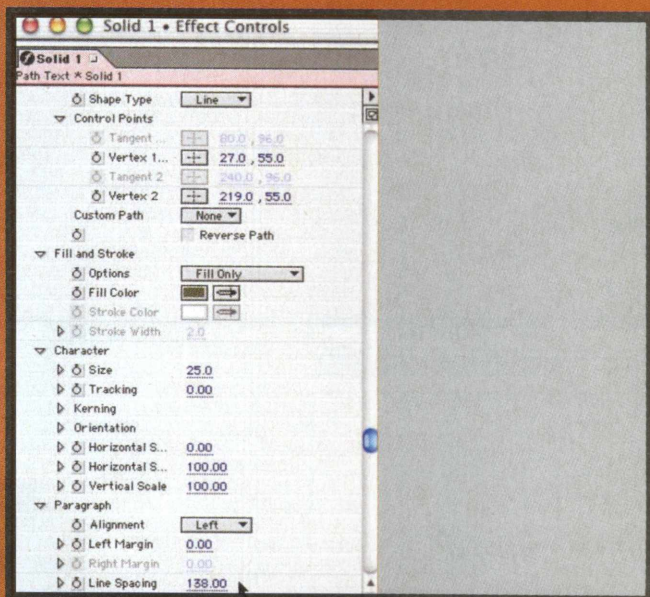 Solid 1 • Effect Controls
Solid 1
Path Text * Solid 1
Shape Type Line
Control Points
Tangent ... 80.0 , 96.0
Vertex 1... 27.0 , 55.0
Tangent 2 240.0 , 96.0
Vertex 2 219.0 , 55.0
Custom Path None
Reverse Path
Fill and Stroke
Options Fill Only
Fill Color
Stroke Color
Stroke Width 2.0
Character
Size 25.0
Tracking 0.00
Kerning
Orientation
Horizontal S... 0.00
Horizontal S... 100.00
Vertical Scale 100.00
Paragraph
Alignment Left
Left Margin 0.00
Right Margin 0.00
Line Spacing 138.00